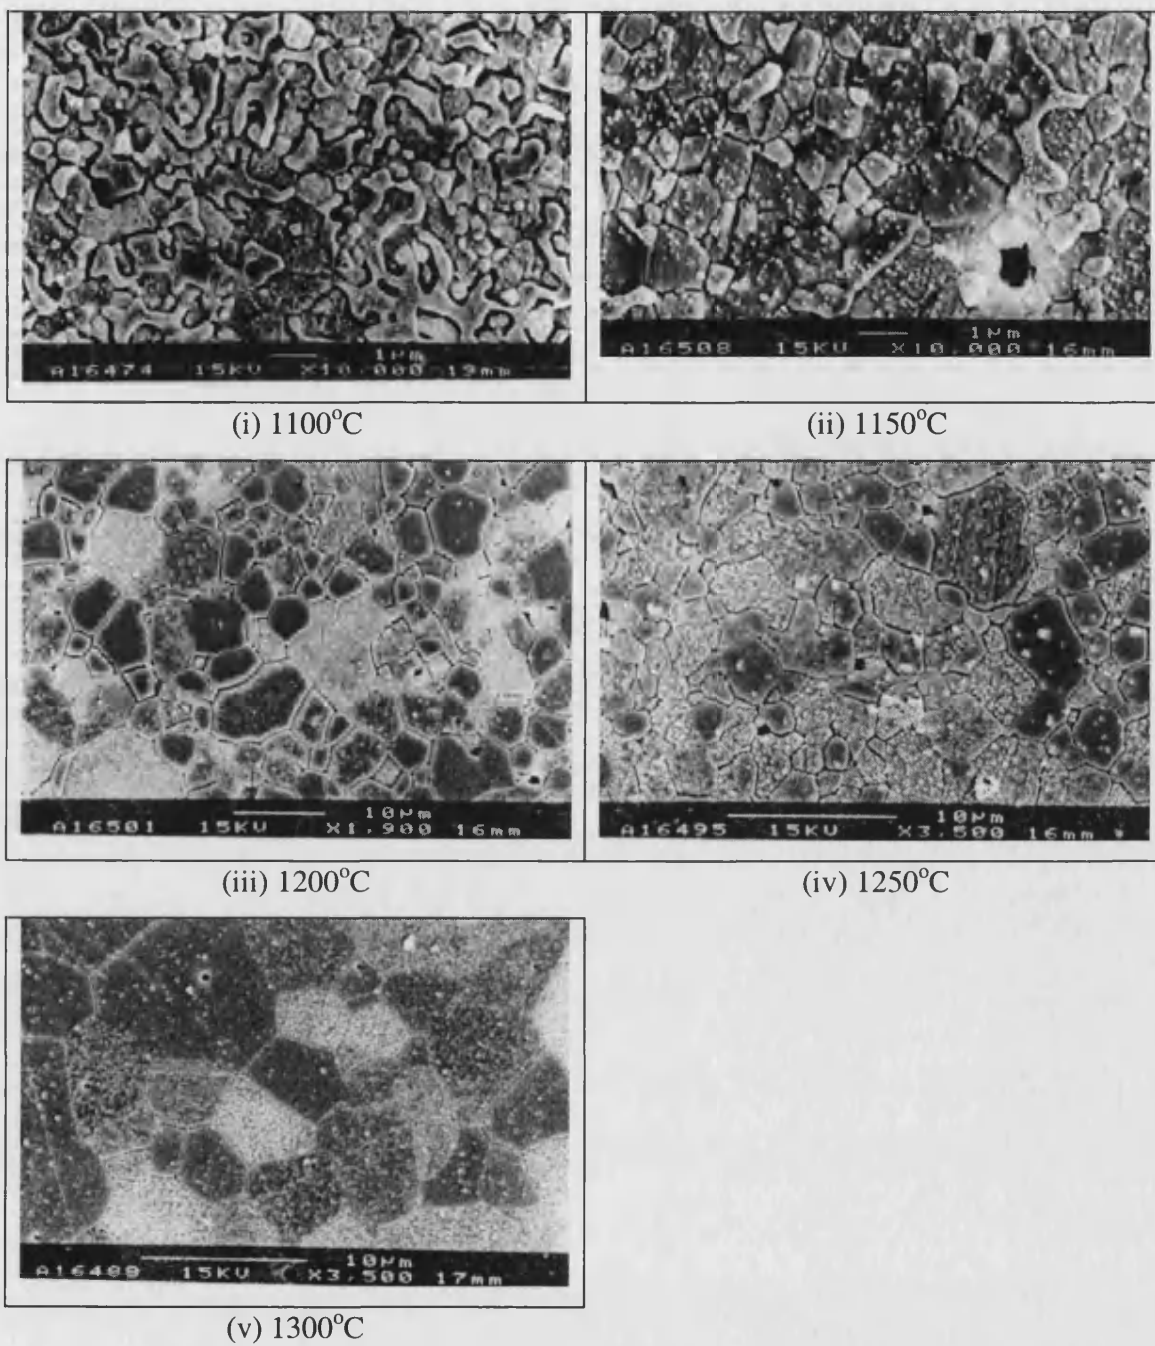 1µm
A16474 15KV X10,000 19mm
1µm
A16508 15KV X10,000 16mm
(i) 1100°C
(ii) 1150°C
10µm
A16501 15KV X1,900 16mm
10µm
A16495 15KV X3,500 16mm
(iii) 1200°C
(iv) 1250°C
10µm
A16489 15KV X3,500 17mm
(v) 1300°C